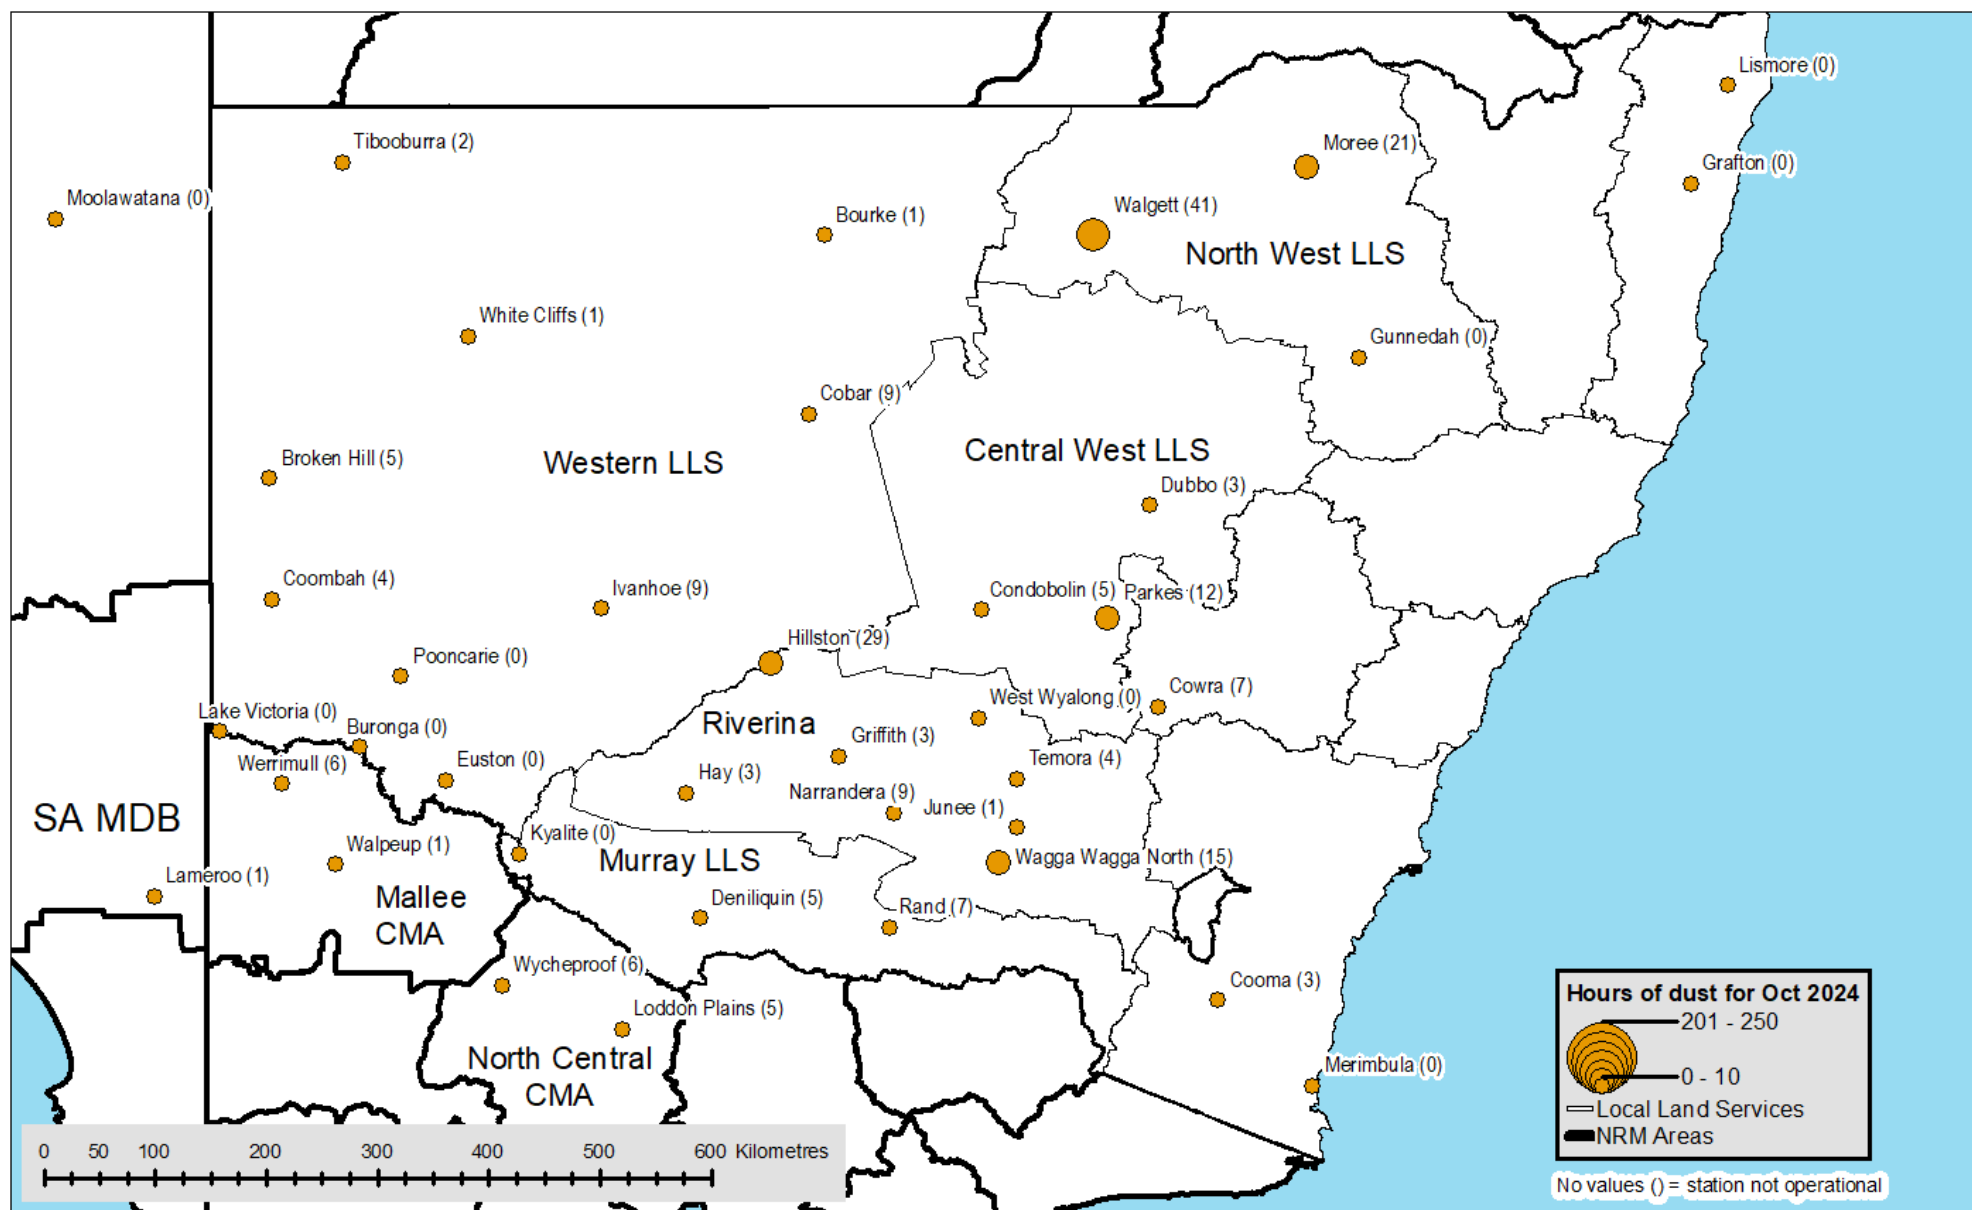 Lismore (0)
Tibooburra (2)
Moree (21)
Grafton (0)
Moolawatana (0)
Bourke (1)
Walgett (41)
North West LLS
White Cliffs (1)
Gunnedah (0)
Cobar (9)
Broken Hill (5)
Western LLS
Central West LLS
Dubbo (3)
Coombah (4)
Ivanhoe (9)
Condobolin (5)
Parkes (12)
Hillston (29)
Pooncarie (0)
Cowra (7)
West Wyalong (0)
Lake Victoria (0)
Buronga (0)
Riverina
Griffith (3)
Werrimull (6)
Euston (0)
Hay (3)
Temora (4)
Narrandera (9)
Junee (1)
SA MDB
Kyalite (0)
Walpeup (1)
Murray LLS
Wagga Wagga North (15)
Lameroo (1)
Mallee
CMA
Deniliquin (5)
Rand (7)
Wycheproof (6)
Cooma (3)
Loddon Plains (5)
North Central
CMA
Merimbula (0)
Hours of dust for Oct 2024
201 - 250
0 - 10
Local Land Services
NRM Areas
No values () = station not operational
0 50 100 200 300 400 500 600 Kilometres